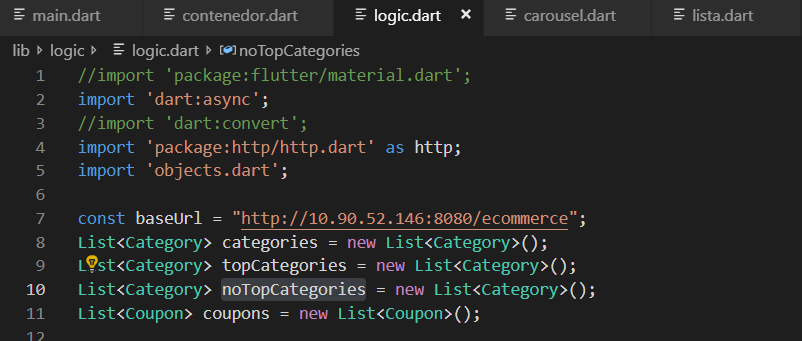 main.dart contenedor.dart logic.dart × carousel.dart lista.dart
lib > logic > logic.dart > noTopCategories
1 //import 'package:flutter/material.dart';
2 import 'dart:async';
3 //import 'dart:convert';
4 import 'package:http/http.dart' as http;
5 import 'objects.dart';
6
7 const baseUrl = "http://10.90.52.146:8080/ecommerce";
8 List<Category> categories = new List<Category>();
9 L st<Category> topCategories = new List<Category>();
10 List<Category> noTopCategories = new List<Category>();
11 List<Coupon> coupons = new List<Coupon>();
12